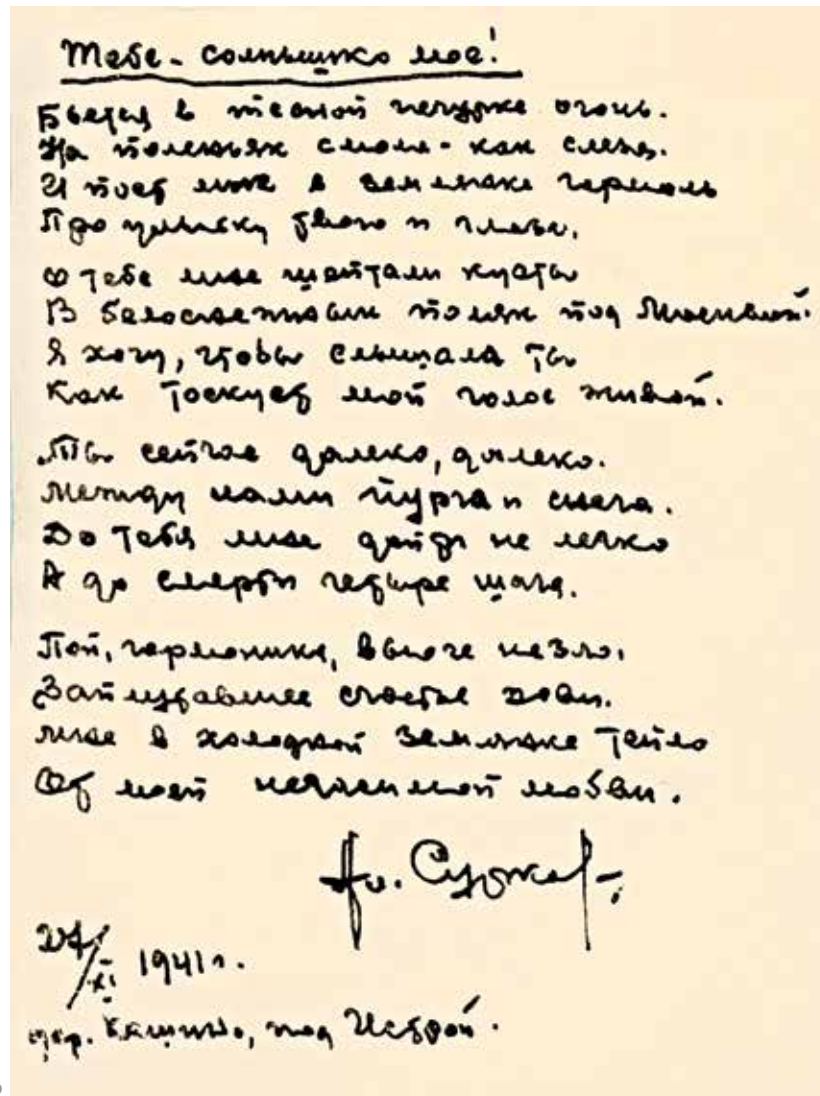 Тебе - солнышко мое!
Бьется в тесной печурке огонь.
На поленьях смола - как слеза.
И поет мне в землянке гармонь
Про улыбку твою и глаза.
О тебе мне шептали кусты
В белоснежных полях под Москвой.
Я хочу, чтобы слышала ты
Как тоскует мой голос живой.
Ты сейчас далеко, далеко.
Между нами пурга и снега.
До тебя мне дойти не легко
А до смерти четыре шага.
Пой, гармоника, вьюге назло.
Заплутавшее счастье зови.
Мне в холодной землянке тепло
От моей негасимой любви.
Ал. Сурков
27/XI 1941 г.
дер. Кашино, под Истрой.